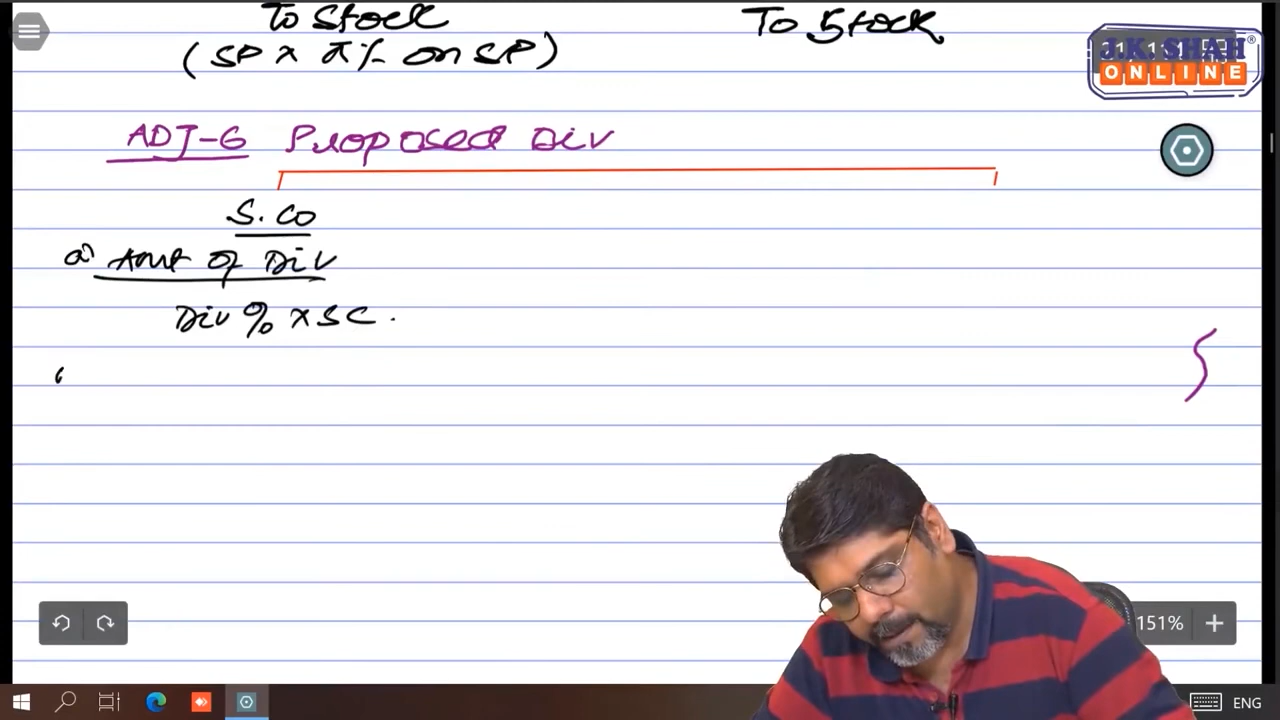 To Stock
To Stock
(SP x x% on SP)
J.K. SHAH®
ONLINE
ADJ-6 Proposed Div
S. Co
a) Amt of Div
Div % x SC.
151%
ENG